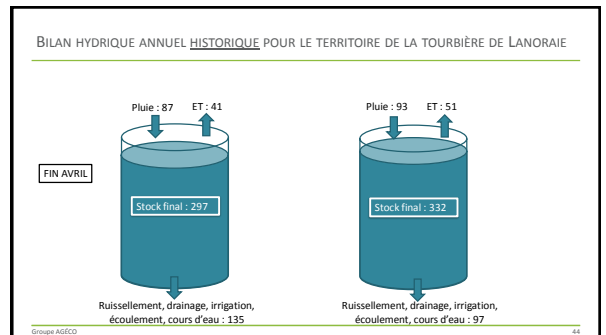 BILAN HYDRIQUE ANNUEL HISTORIQUE POUR LE TERRITOIRE DE LA TOURBIÈRE DE LANORAIE
Pluie : 87 ET : 41
Pluie : 93 ET : 51
FIN AVRIL
Stock final : 297
Stock final : 332
Ruissellement, drainage, irrigation,
écoulement, cours d'eau : 135
Ruissellement, drainage, irrigation,
écoulement, cours d'eau : 97
Groupe AGÉCO
44